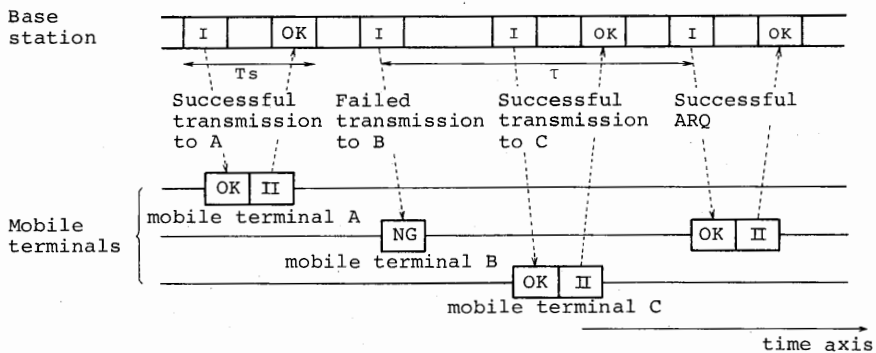 Base
station
I OK I I OK I OK
Ts τ
Successful
transmission
to A
Failed
transmission
to B
Successful
transmission
to C
Successful
ARQ
OK II
mobile terminal A
Mobile
terminals
NG OK II
mobile terminal B
OK II
mobile terminal C
time axis